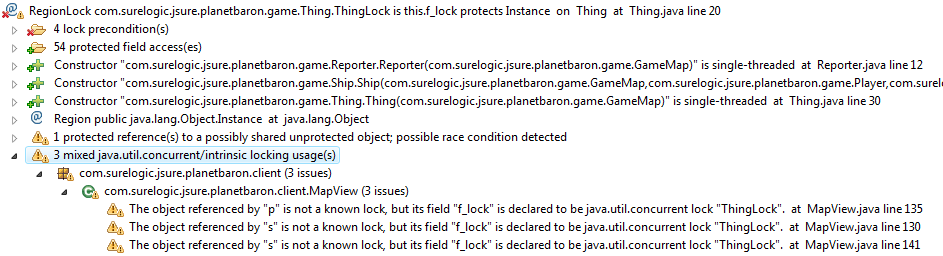 RegionLock com.surelogic.jsure.planetbaron.game.Thing.ThingLock is this.f_lock protects Instance on Thing at Thing.java line 20
4 lock precondition(s)
54 protected field access(es)
Constructor "com.surelogic.jsure.planetbaron.game.Reporter.Reporter(com.surelogic.jsure.planetbaron.game.GameMap)" is single-threaded at Reporter.java line 12
Constructor "com.surelogic.jsure.planetbaron.game.Ship.Ship(com.surelogic.jsure.planetbaron.game.GameMap,com.surelogic.jsure.planetbaron.game.Player,com.surel
Constructor "com.surelogic.jsure.planetbaron.game.Thing.Thing(com.surelogic.jsure.planetbaron.game.GameMap)" is single-threaded at Thing.java line 30
Region public java.lang.Object.Instance at java.lang.Object
1 protected reference(s) to a possibly shared unprotected object; possible race condition detected
3 mixed java.util.concurrent/intrinsic locking usage(s)
com.surelogic.jsure.planetbaron.client (3 issues)
com.surelogic.jsure.planetbaron.client.MapView (3 issues)
The object referenced by "p" is not a known lock, but its field "f_lock" is declared to be java.util.concurrent lock "ThingLock". at MapView.java line 135
The object referenced by "s" is not a known lock, but its field "f_lock" is declared to be java.util.concurrent lock "ThingLock". at MapView.java line 130
The object referenced by "s" is not a known lock, but its field "f_lock" is declared to be java.util.concurrent lock "ThingLock". at MapView.java line 141